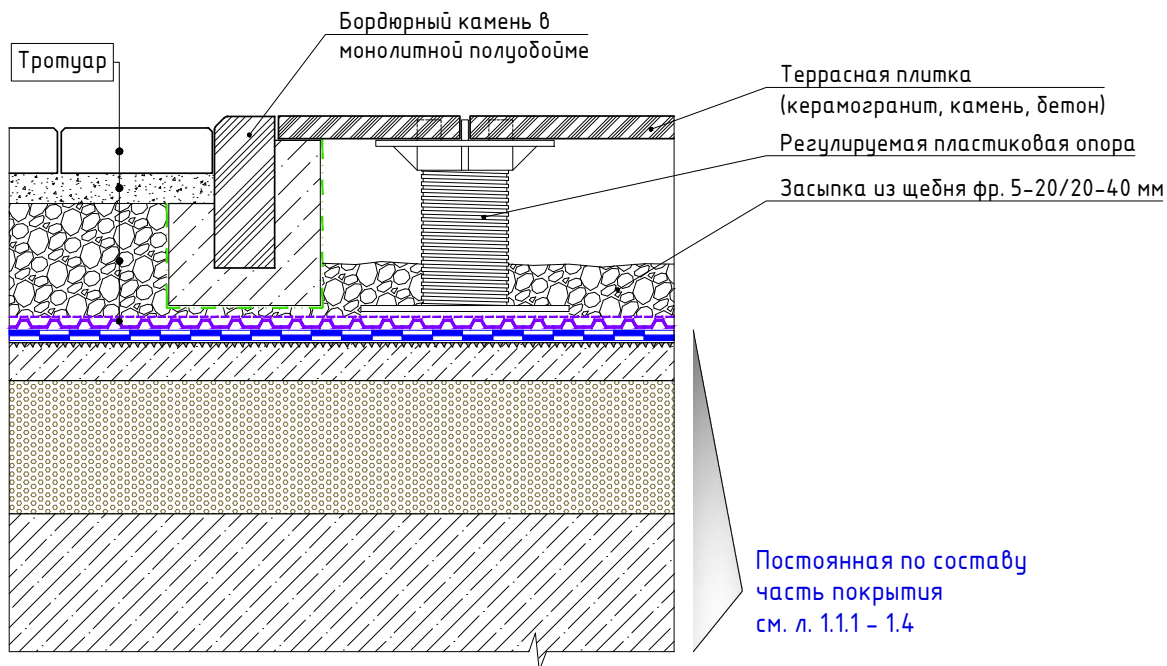 Бордюрный камень в
монолитной полуобойме
Тротуар
Террасная плитка
(керамогранит, камень, бетон)
Регулируемая пластиковая опора
Засыпка из щебня фр. 5-20/20-40 мм
Постоянная по составу
часть покрытия
см. л. 1.1.1 - 1.4